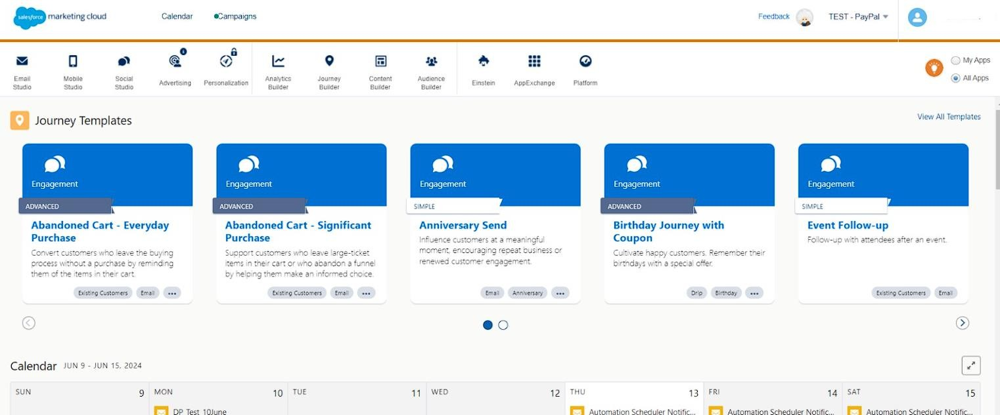 salesforce marketing cloud
Calendar
Campaigns
Feedback
TEST - PayPal
Email
Studio
Mobile
Studio
Social
Studio
Advertising
Personalization
Analytics
Builder
Journey
Builder
Content
Builder
Audience
Builder
Einstein
AppExchange
Platform
My Apps
All Apps
Journey Templates
View All Templates
Engagement
ADVANCED
Abandoned Cart - Everyday
Purchase
Convert customers who leave the buying
process without a purchase by reminding
them of the items in their cart.
Existing Customers Email
Engagement
ADVANCED
Abandoned Cart - Significant
Purchase
Support customers who leave large-ticket
items in their cart or who abandon a funnel
by helping them make an informed choice.
Existing Customers Email
Engagement
SIMPLE
Anniversary Send
Influence customers at a meaningful
moment, encouraging repeat business or
renewed customer engagement.
Email Anniversary
Engagement
ADVANCED
Birthday Journey with
Coupon
Cultivate happy customers. Remember their
birthdays with a special offer.
Drip Birthday
Engagement
SIMPLE
Event Follow-up
Follow-up with attendees after an event.
Existing Customers Email
Calendar JUN 9 - JUN 15, 2024
SUN 9
MON 10
TUE 11
WED 12
THU 13
FRI 14
SAT 15
DP_Test_10June
Automation Scheduler Notific...
Automation Scheduler Notific...
Automation Scheduler Notific...